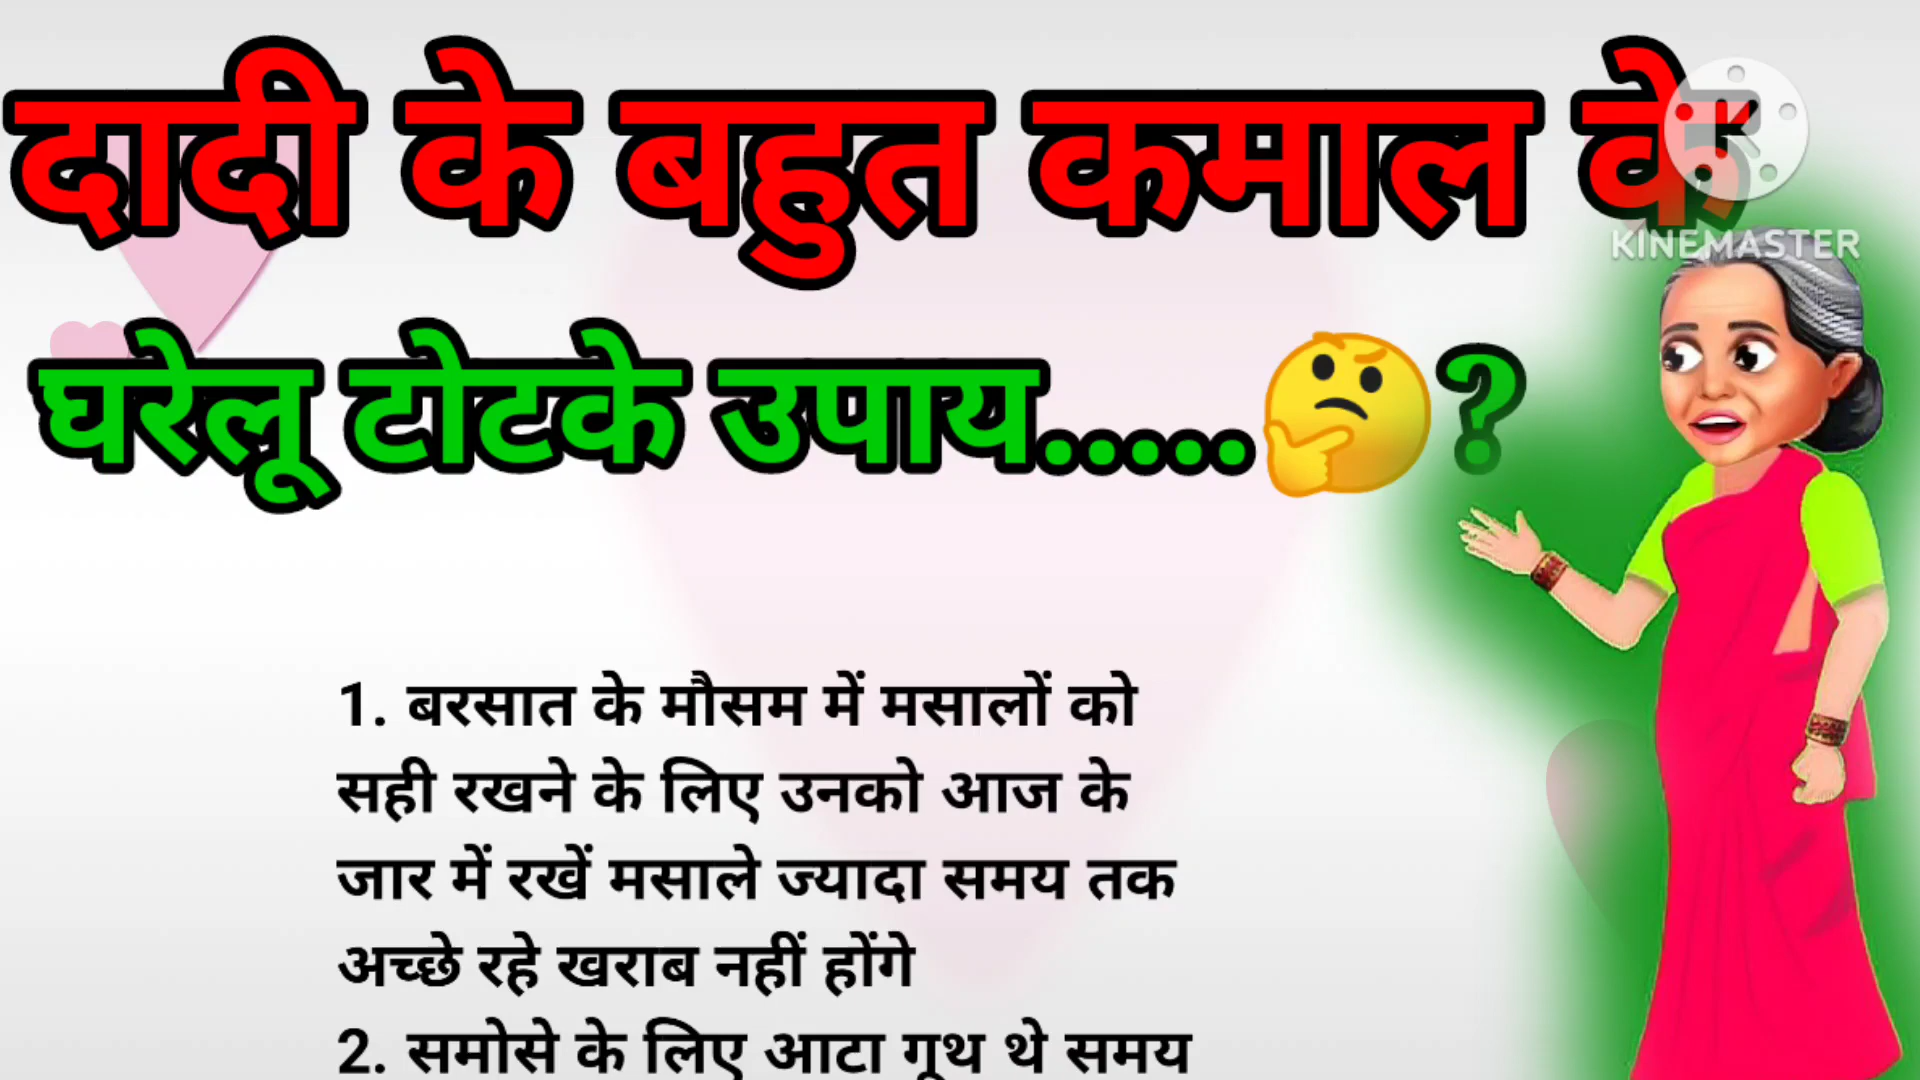 दादी के बहुत कमाल के
KINEMASTER
घरेलू टोटके उपाय.....🤔?
1. बरसात के मौसम में मसालों को
सही रखने के लिए उनको आज के
जार में रखें मसाले ज्यादा समय तक
अच्छे रहे खराब नहीं होंगे
2. समोसे के लिए आटा गूथ थे समय